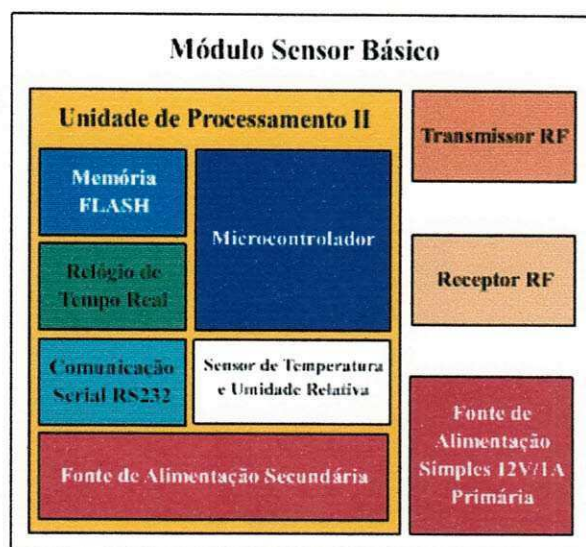 Módulo Sensor Básico
Unidade de Processamento II
Memória
FLASH
Microcontrolador
Relógio de
Tempo Real
Comunicação
Serial RS232
Sensor de Temperatura
e Umidade Relativa
Fonte de Alimentação Secundária
Transmissor RF
Receptor RF
Fonte de
Alimentação
Simples 12V/1A
Primária